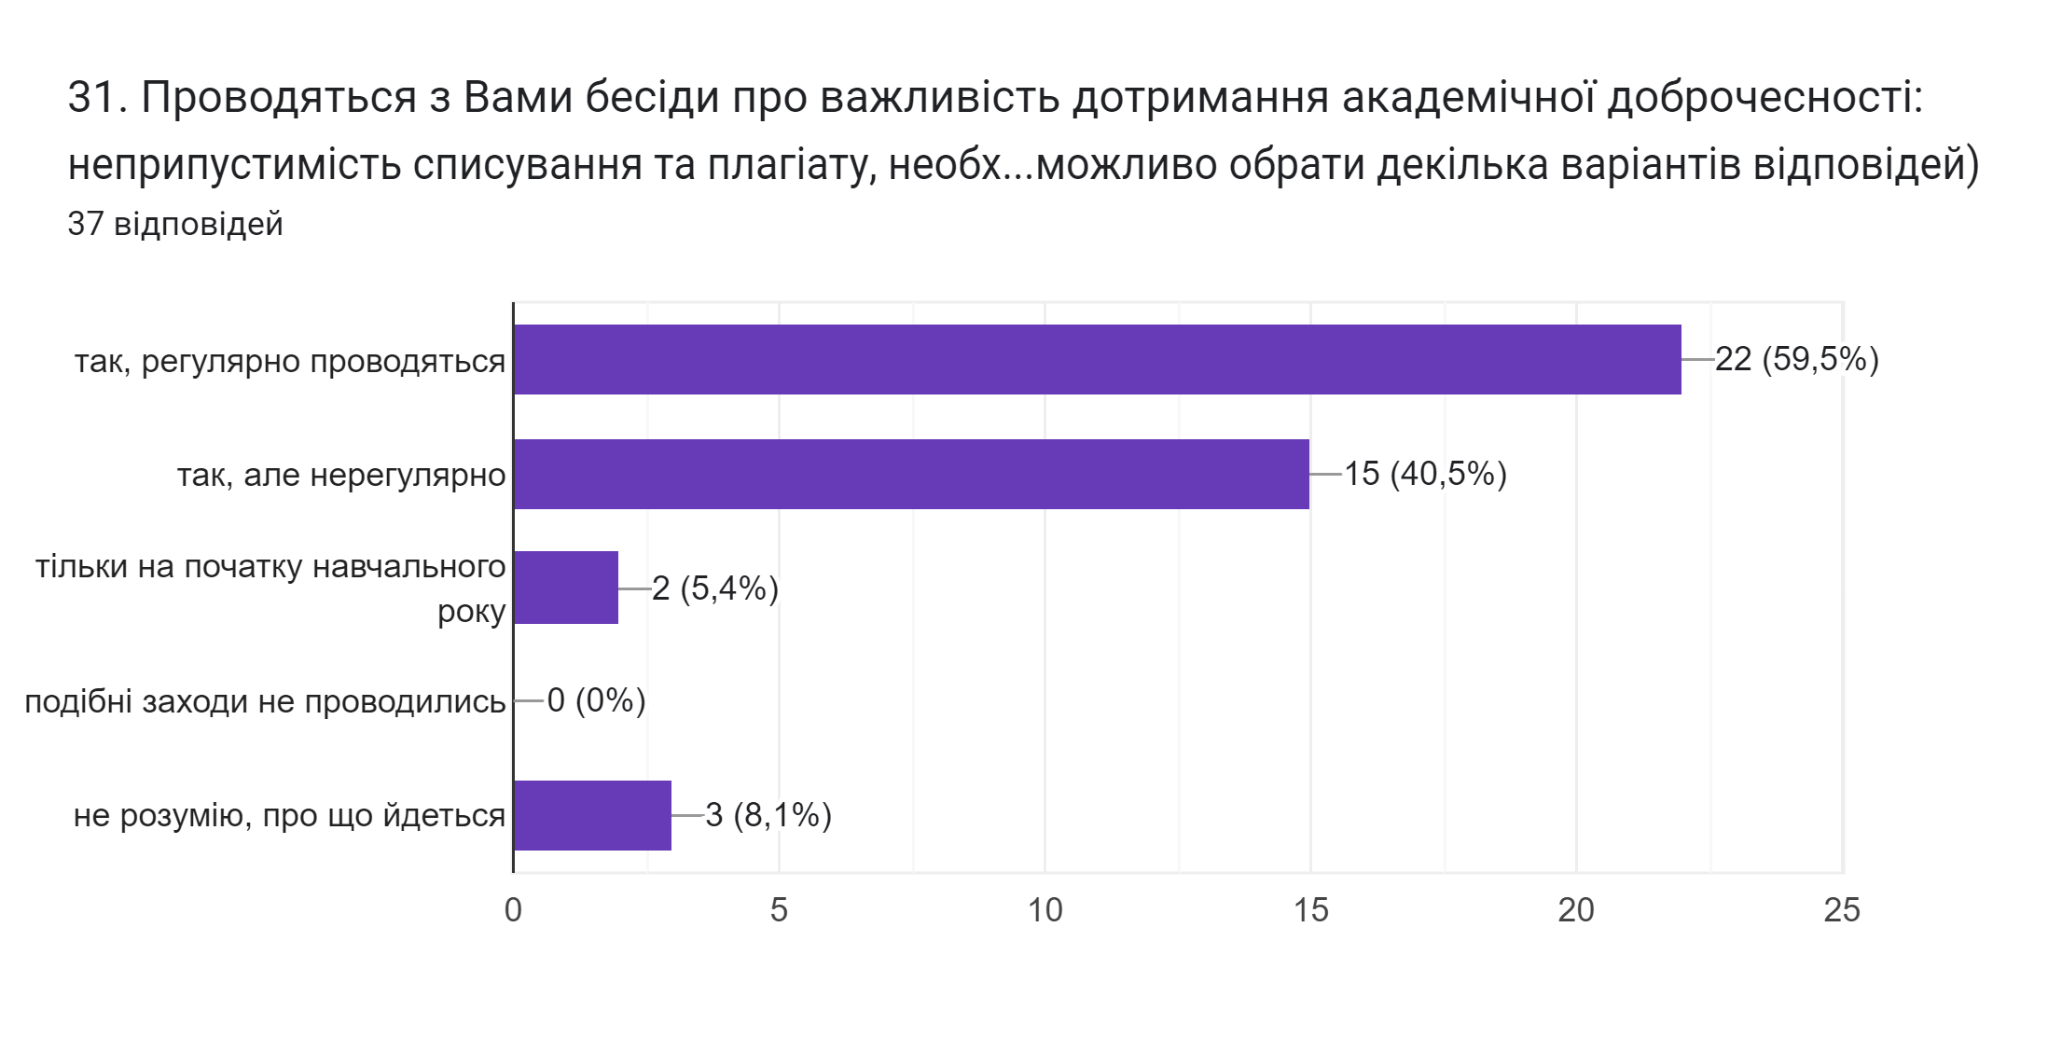 31. Проводяться з Вами бесіди про важливість дотримання академічної доброчесності:
неприпустимість списування та плагіату, необх...можливо обрати декілька варіантів відповідей)
37 відповідей
так, регулярно проводяться
22 (59,5%)
так, але нерегулярно
15 (40,5%)
тільки на початку навчального
року
2 (5,4%)
подібні заходи не проводились
0 (0%)
не розумію, про що йдеться
3 (8,1%)
0 5 10 15 20 25